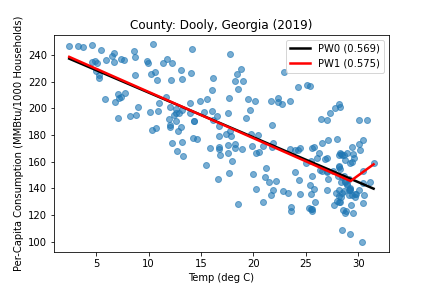 County: Dooly, Georgia (2019)
PW0 (0.569)
PW1 (0.575)
Per-Capita Consumption (MMBtu/1000 Households)
240
220
200
180
160
140
120
100
5 10 15 20 25 30
Temp (deg C)